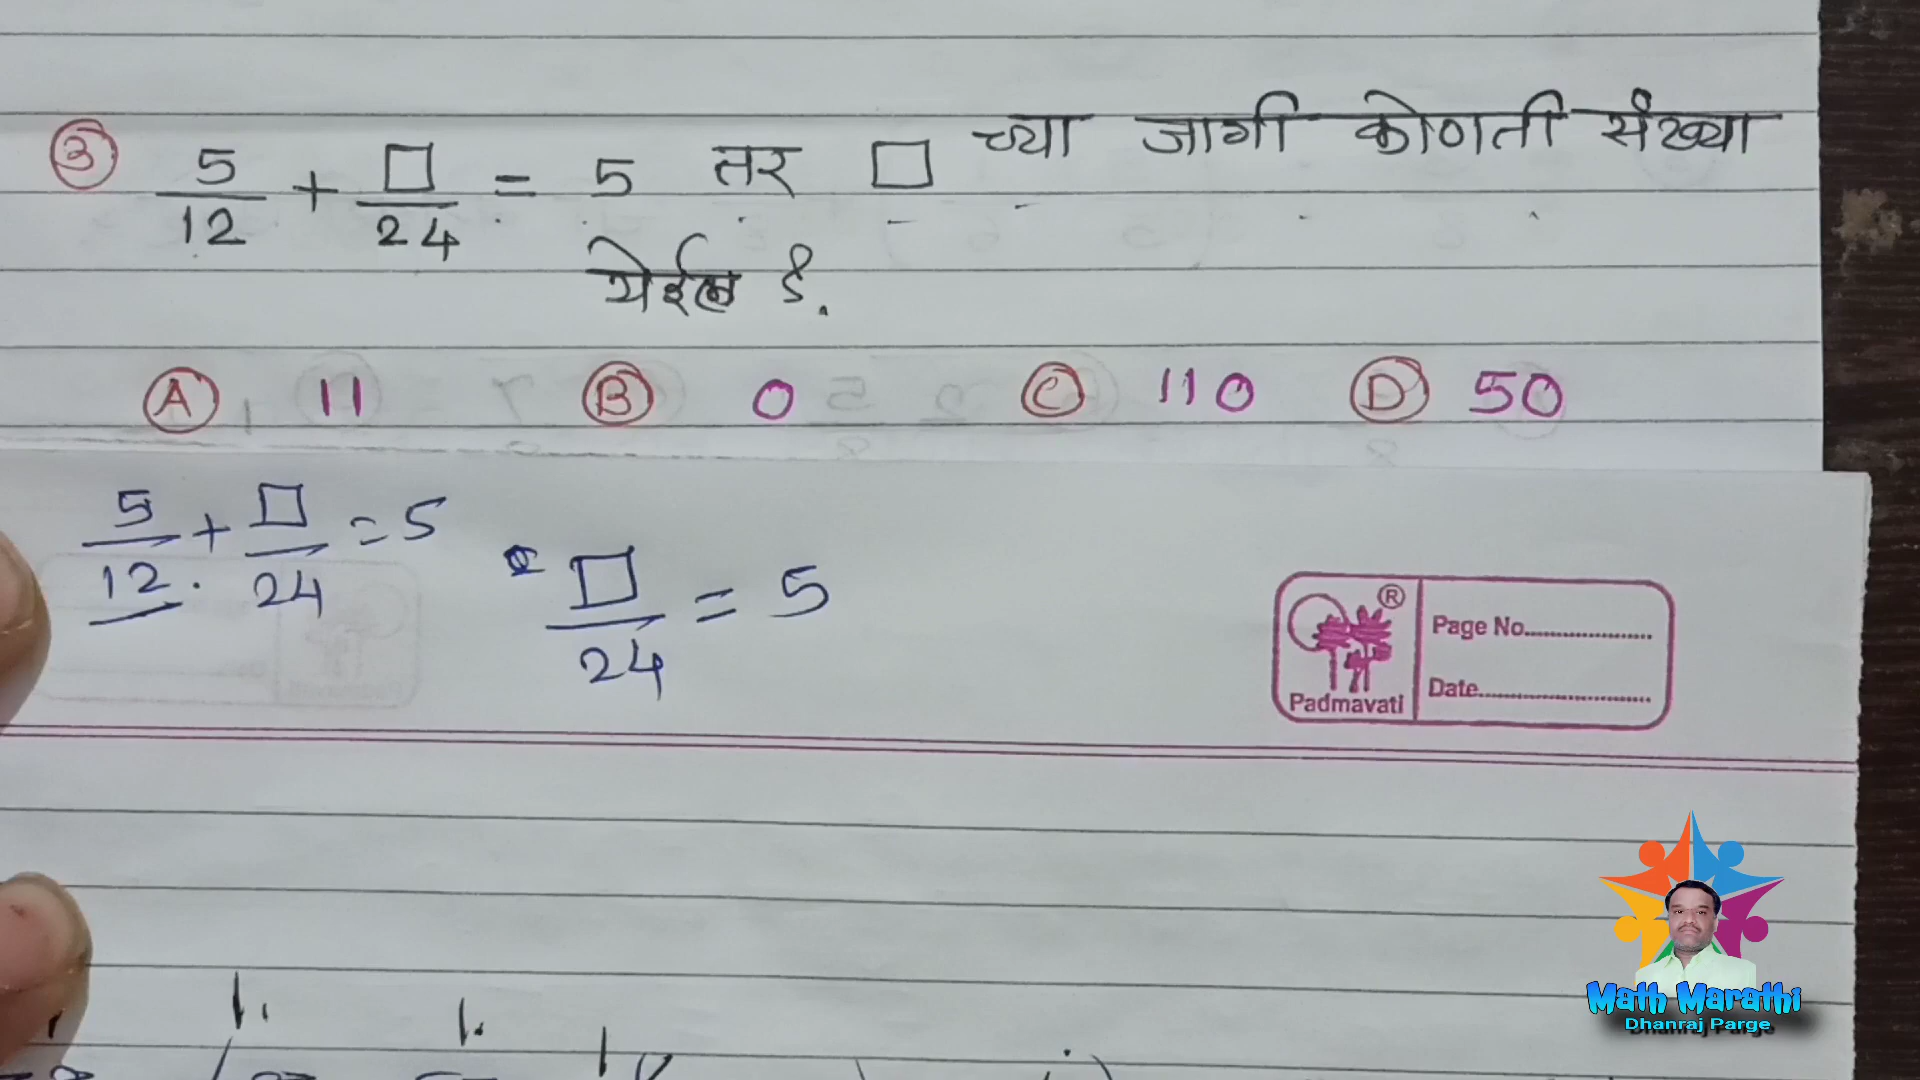 3 5/12 + □/24 = 5 तर □ च्या जागी कोणती संख्या
येईल ?.
A 11 B 0 C 110 D 50
5/12 + □/24 = 5
□/24 = 5
®
Page No.
Date
Padmavati
Math Marathi
Dhanraj Parge